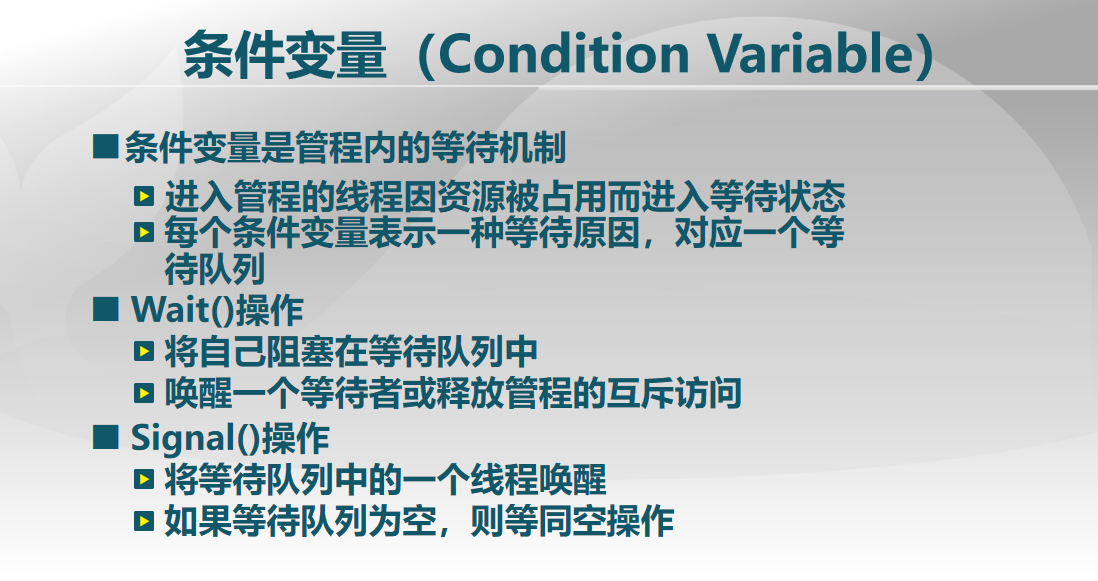 条件变量（Condition Variable）
条件变量是管程内的等待机制
进入管程的线程因资源被占用而进入等待状态
每个条件变量表示一种等待原因，对应一个等
待队列
Wait()操作
将自己阻塞在等待队列中
唤醒一个等待者或释放管程的互斥访问
Signal()操作
将等待队列中的一个线程唤醒
如果等待队列为空，则等同空操作